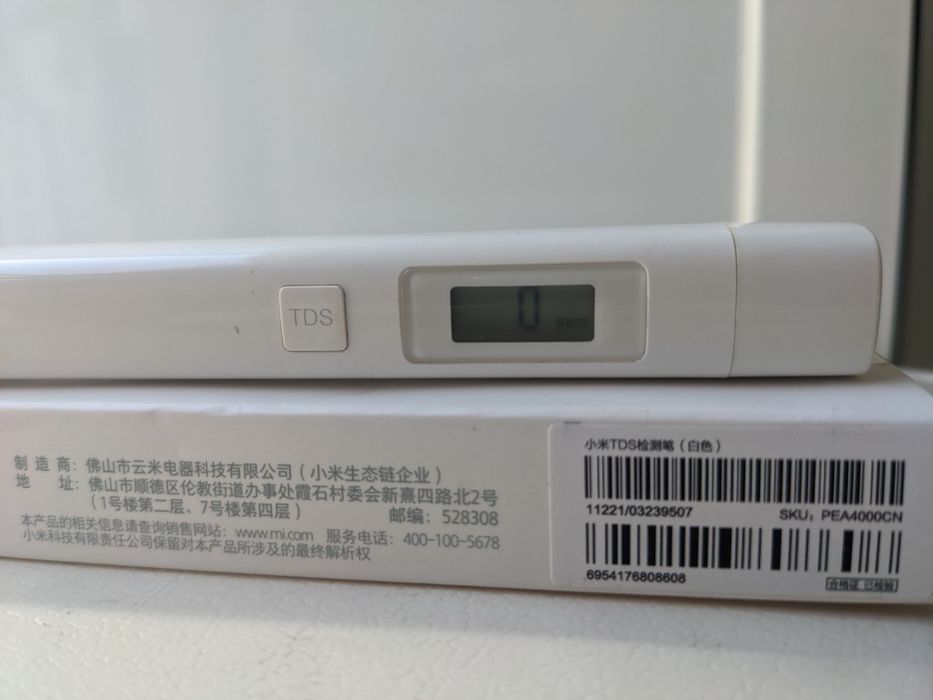 TDS
0
PPM
制 造 商：佛山市云米电器科技有限公司（小米生态链企业）
地 址：佛山市顺德区伦教街道办事处霞石村委会新熹四路北2号
（1号楼第二层、7号楼第四层） 邮编：528308
本产品的相关信息请查询销售网站：www.mi.com 服务电话：400-100-5678
小米科技有限责任公司保留对本产品所涉及的最终解析权
小米TDS检测笔（白色）
11221/03239507 SKU：PEA4000CN
6954176808608 合格证 已检验